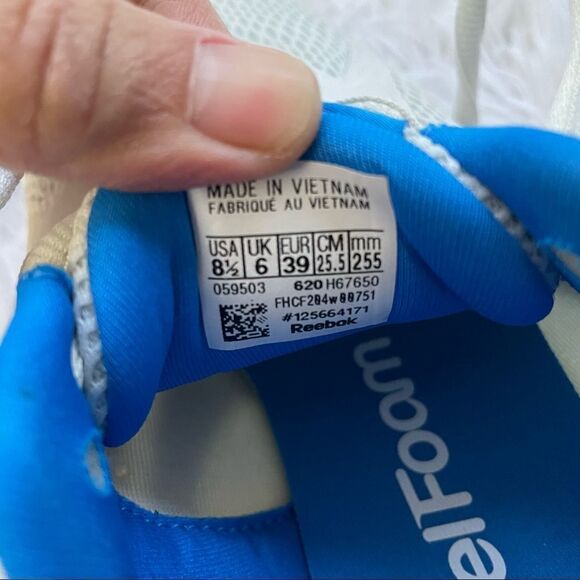 MADE IN VIETNAM
FABRIQUÉ AU VIETNAM
USA UK EUR CM mm
8½ 6 39 25.5 255
059503 620 H67650
FHCF204w00751
#125664171
Reebok
elFoam